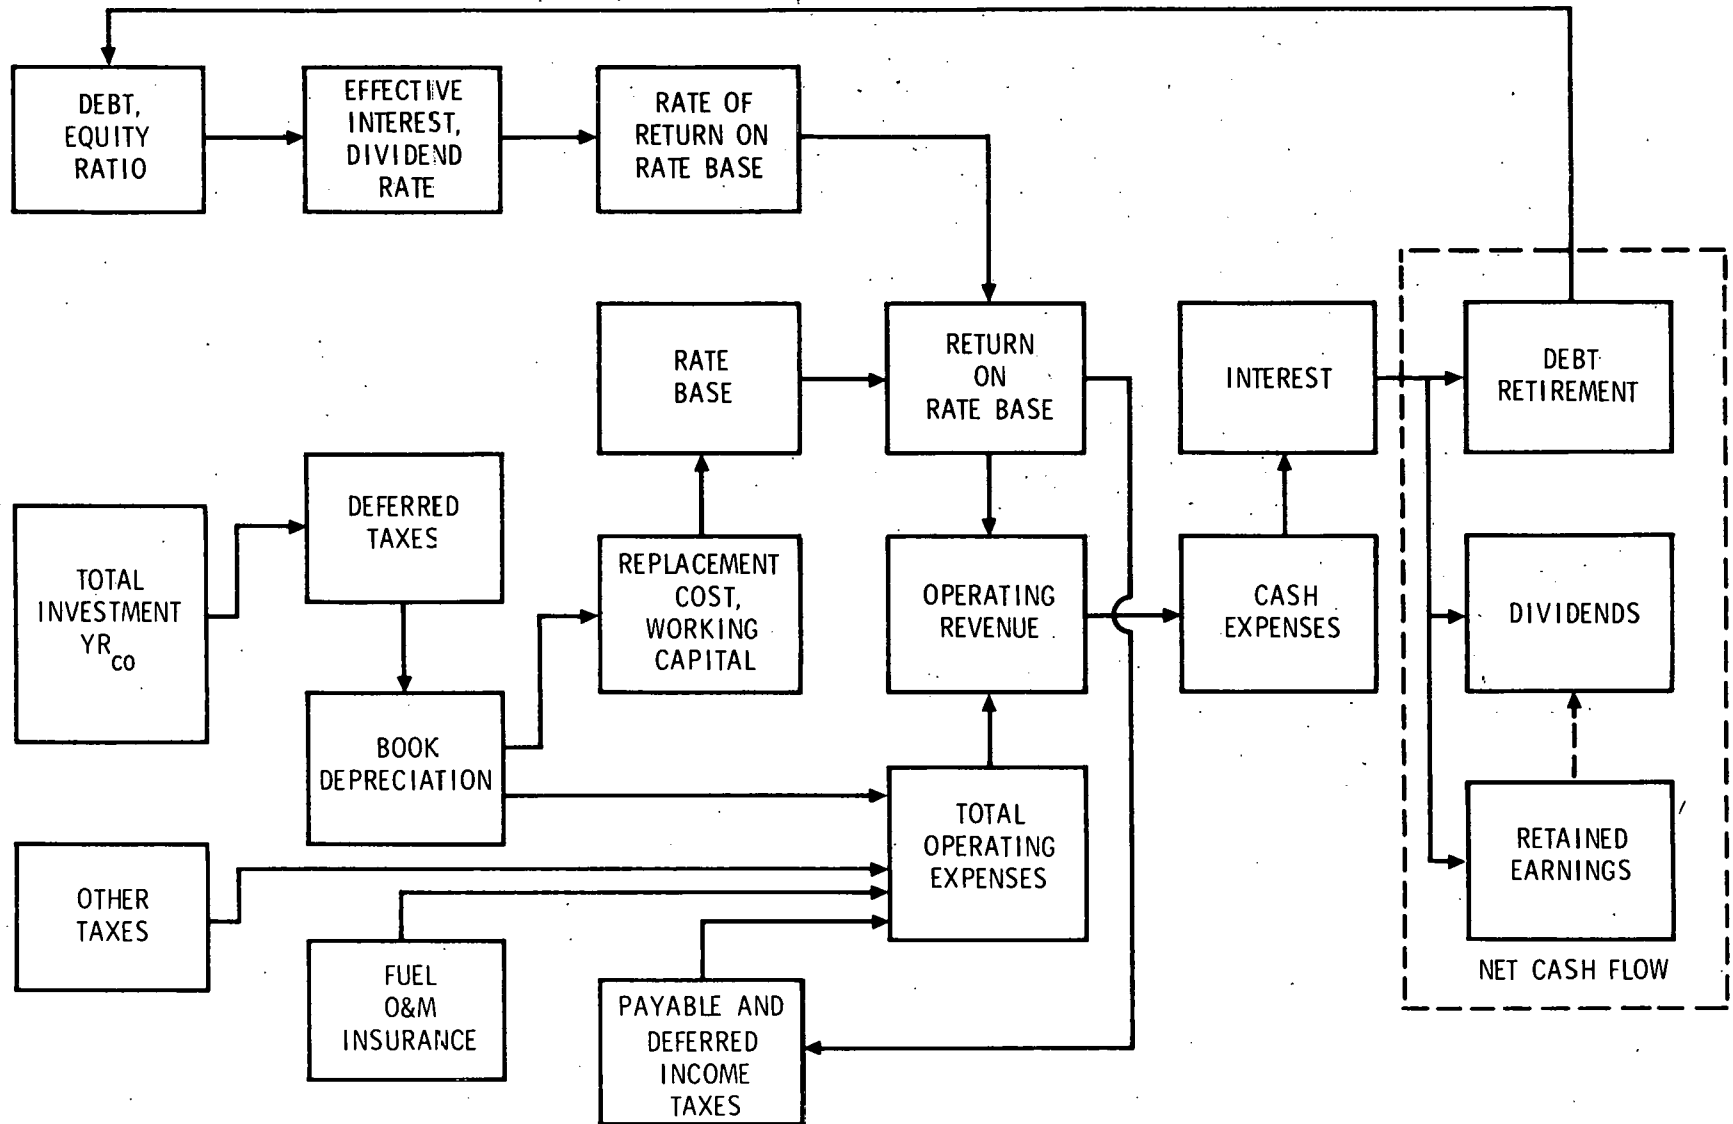 DEBT,
EQUITY
RATIO
EFFECTIVE
INTEREST,
DIVIDEND
RATE
RATE OF
RETURN ON
RATE BASE
RATE
BASE
RETURN
ON
RATE BASE
INTEREST
DEBT
RETIREMENT
TOTAL
INVESTMENT
YRCO
DEFERRED
TAXES
REPLACEMENT
COST,
WORKING
CAPITAL
OPERATING
REVENUE
CASH
EXPENSES
DIVIDENDS
BOOK
DEPRECIATION
TOTAL
OPERATING
EXPENSES
RETAINED
EARNINGS
NET CASH FLOW
OTHER
TAXES
FUEL
O&M
INSURANCE
PAYABLE AND
DEFERRED
INCOME
TAXES